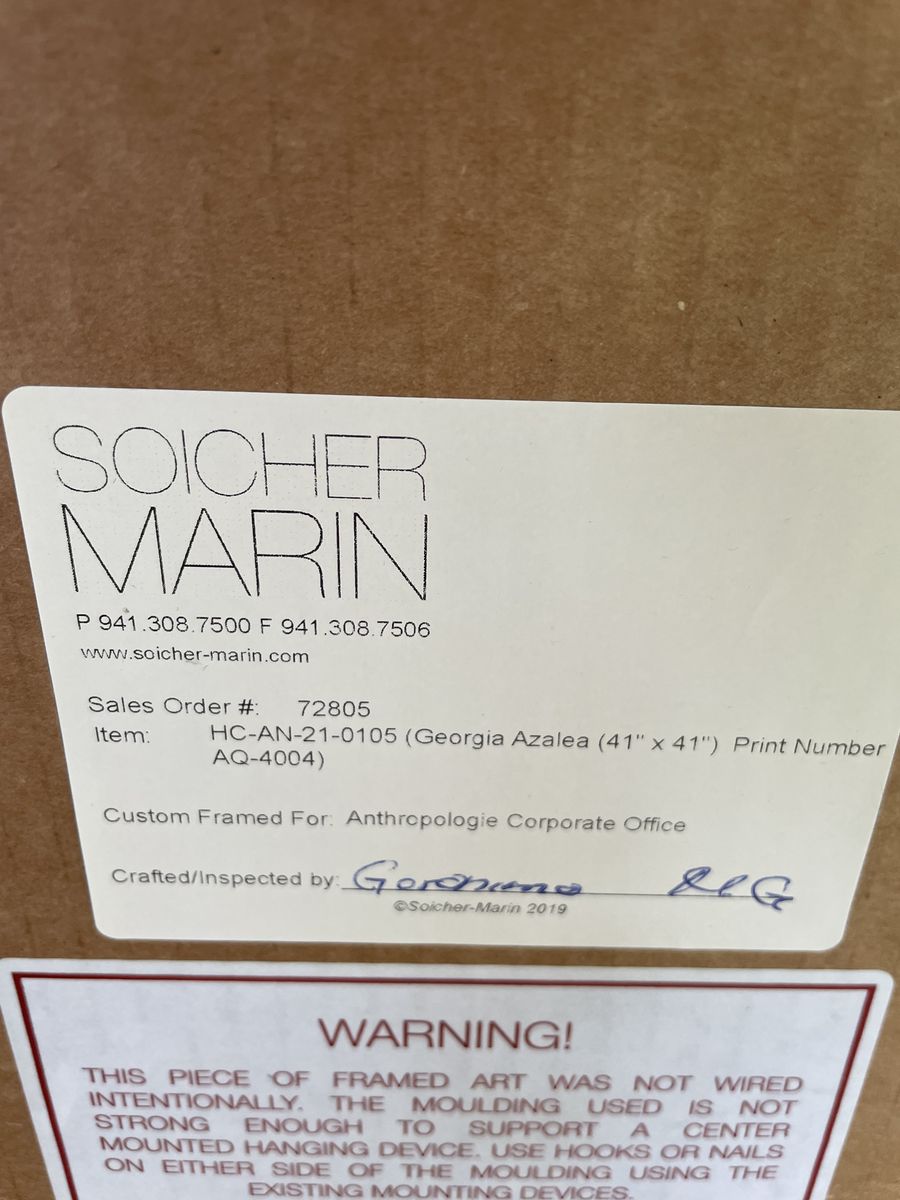 SOICHER
MARIN
P 941.308.7500 F 941.308.7506
www.soicher-marin.com
Sales Order #: 72805
Item: HC-AN-21-0105 (Georgia Azalea (41" x 41") Print Number
AQ-4004)
Custom Framed For: Anthropologie Corporate Office
Crafted/Inspected by: Geronimo
©Soicher-Marin 2019
WARNING!
THIS PIECE OF FRAMED ART WAS NOT WIRED
INTENTIONALLY. THE MOULDING USED IS NOT
STRONG ENOUGH TO SUPPORT A CENTER
MOUNTED HANGING DEVICE. USE HOOKS OR NAILS
ON EITHER SIDE OF THE MOULDING USING THE
EXISTING MOUNTING DEVICES.